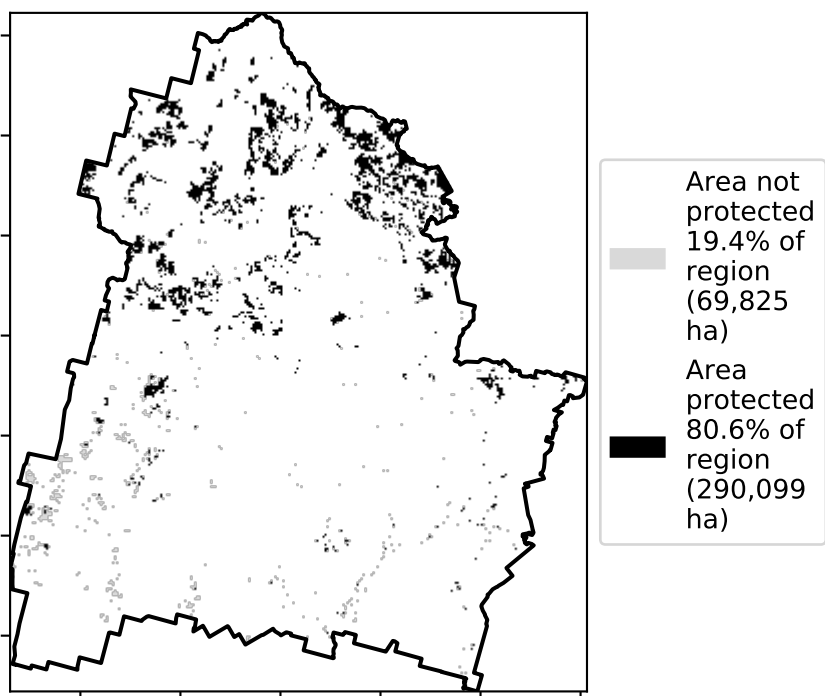 Area not
protected
19.4% of
region
(69,825
ha)
Area
protected
80.6% of
region
(290,099
ha)